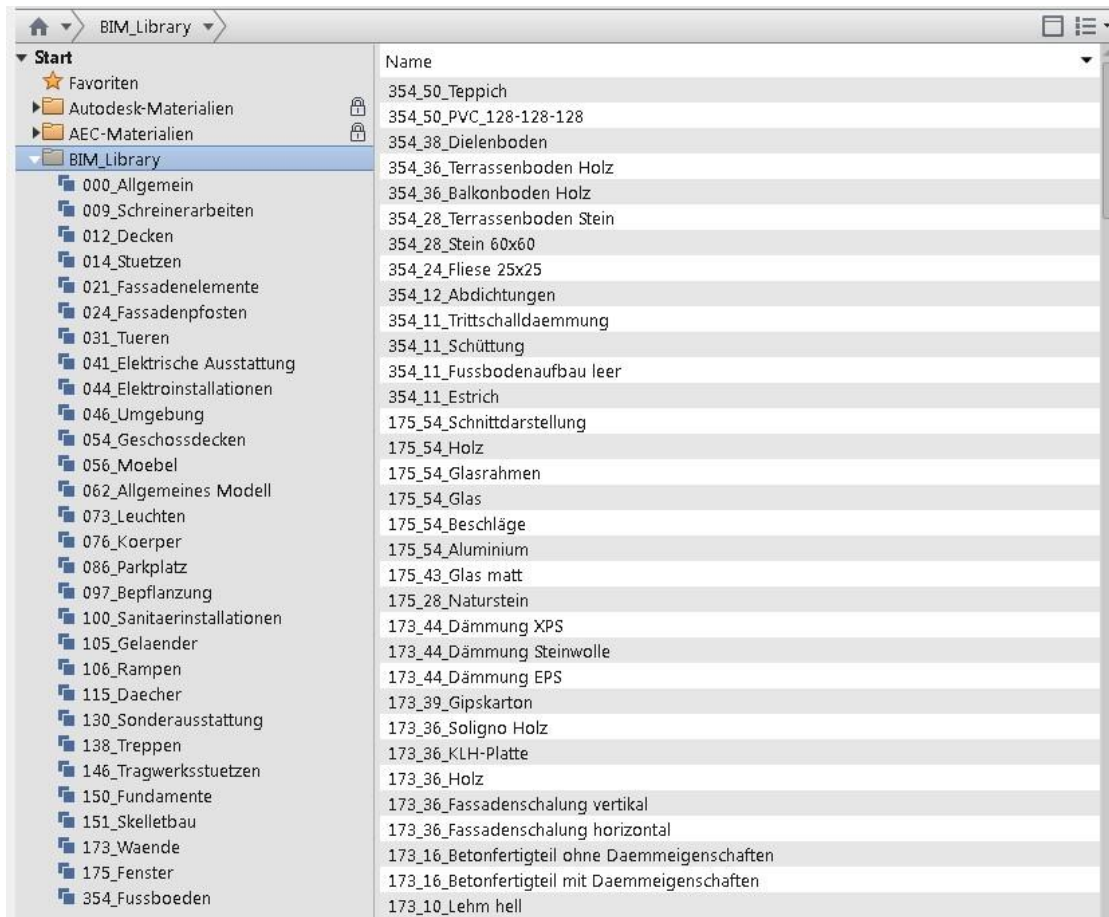 BIM_Library
Start
Favoriten
Autodesk-Materialien
AEC-Materialien
BIM_Library
000_Allgemein
009_Schreinerarbeiten
012_Decken
014_Stuetzen
021_Fassadenelemente
024_Fassadenpfosten
031_Tueren
041_Elektrische Ausstattung
044_Elektroinstallationen
046_Umgebung
054_Geschossdecken
056_Moebel
062_Allgemeines Modell
073_Leuchten
076_Koerper
086_Parkplatz
097_Bepflanzung
100_Sanitaerinstallationen
105_Gelaender
106_Rampen
115_Daecher
130_Sonderausstattung
138_Treppen
146_Tragwerksstuetzen
150_Fundamente
151_Skelletbau
173_Waende
175_Fenster
354_Fussboeden
Name
354_50_Teppich
354_50_PVC_128-128-128
354_38_Dielenboden
354_36_Terrassenboden Holz
354_36_Balkonboden Holz
354_28_Terrassenboden Stein
354_28_Stein 60x60
354_24_Fliese 25x25
354_12_Abdichtungen
354_11_Trittschalldaemmung
354_11_Schüttung
354_11_Fussbodenaufbau leer
354_11_Estrich
175_54_Schnittdarstellung
175_54_Holz
175_54_Glasrahmen
175_54_Glas
175_54_Beschläge
175_54_Aluminium
175_43_Glas matt
175_28_Naturstein
173_44_Dämmung XPS
173_44_Dämmung Steinwolle
173_44_Dämmung EPS
173_39_Gipskarton
173_36_Soligno Holz
173_36_KLH-Platte
173_36_Holz
173_36_Fassadenschalung vertikal
173_36_Fassadenschalung horizontal
173_16_Betonfertigteil ohne Daemmeigenschaften
173_16_Betonfertigteil mit Daemmeigenschaften
173_10_Lehm hell